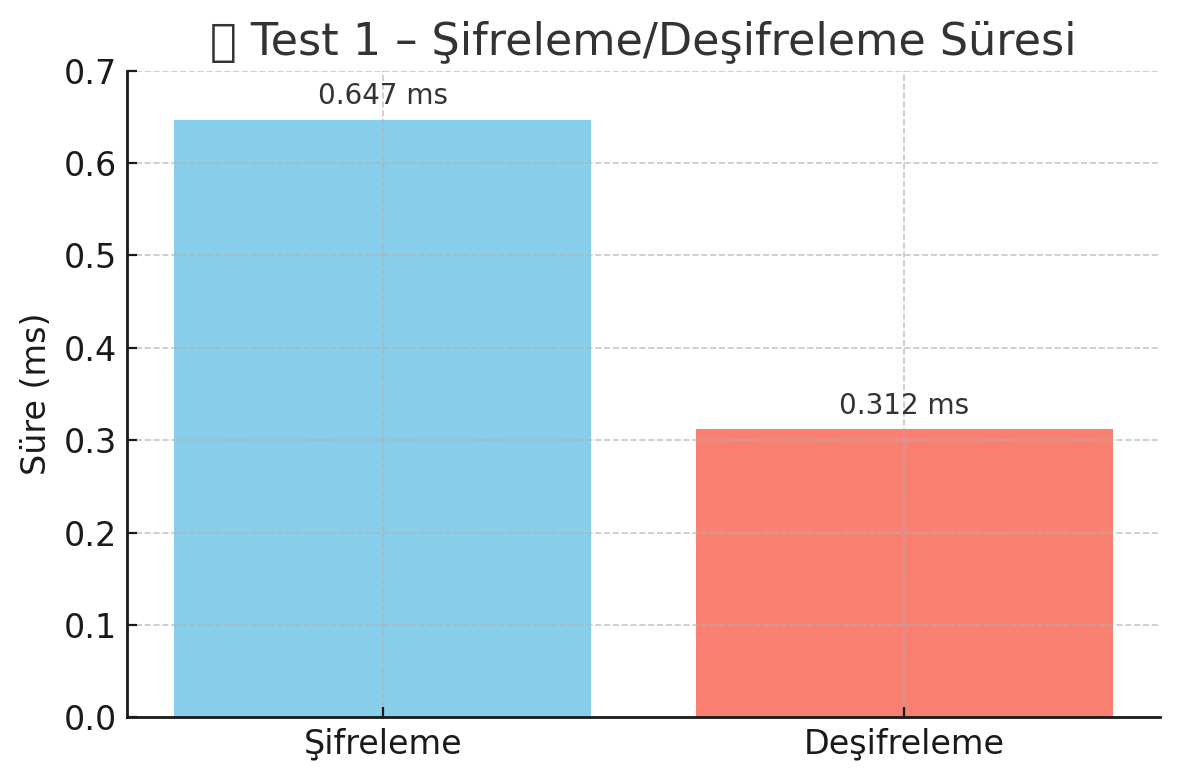 ▯ Test 1 – Şifreleme/Deşifreleme Süresi
0.7
0.647 ms
0.6
0.5
0.4
0.312 ms
0.3
0.2
0.1
0.0
Süre (ms)
Şifreleme
Deşifreleme